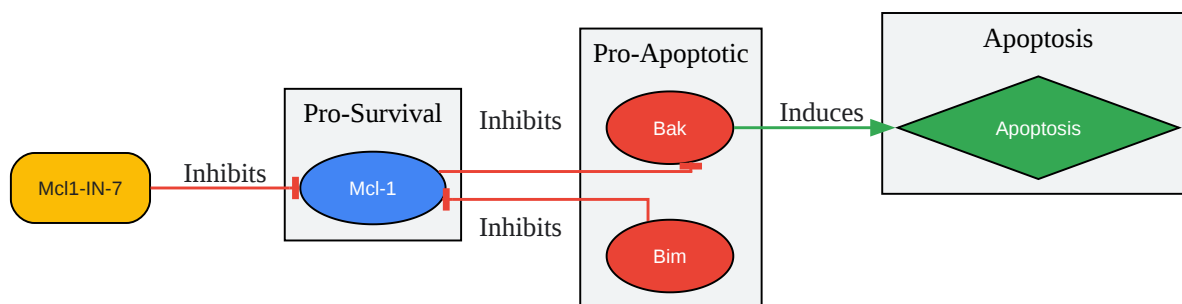 Mcl1-IN-7
Inhibits
Pro-Survival
Mcl-1
Inhibits
Inhibits
Pro-Apoptotic
Bak
Bim
Induces
Apoptosis
Apoptosis